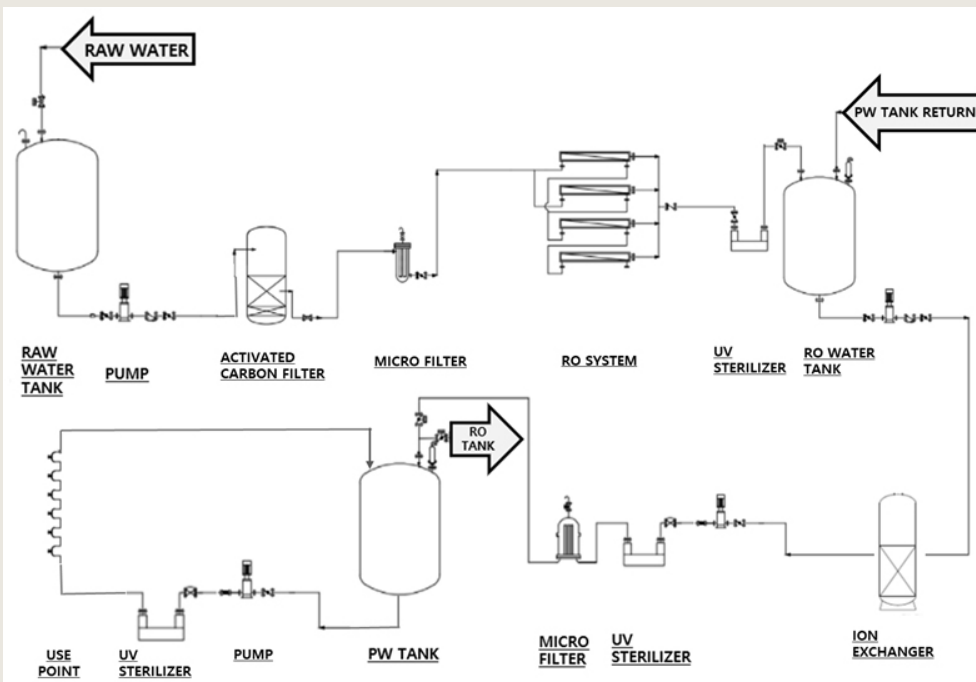 RAW WATER
PW TANK RETURN
RAW
WATER
TANK
PUMP
ACTIVATED
CARBON FILTER
MICRO FILTER
RO SYSTEM
UV
STERILIZER
RO WATER
TANK
RO
TANK
USE
POINT
UV
STERILIZER
PUMP
PW TANK
MICRO
FILTER
UV
STERILIZER
ION
EXCHANGER